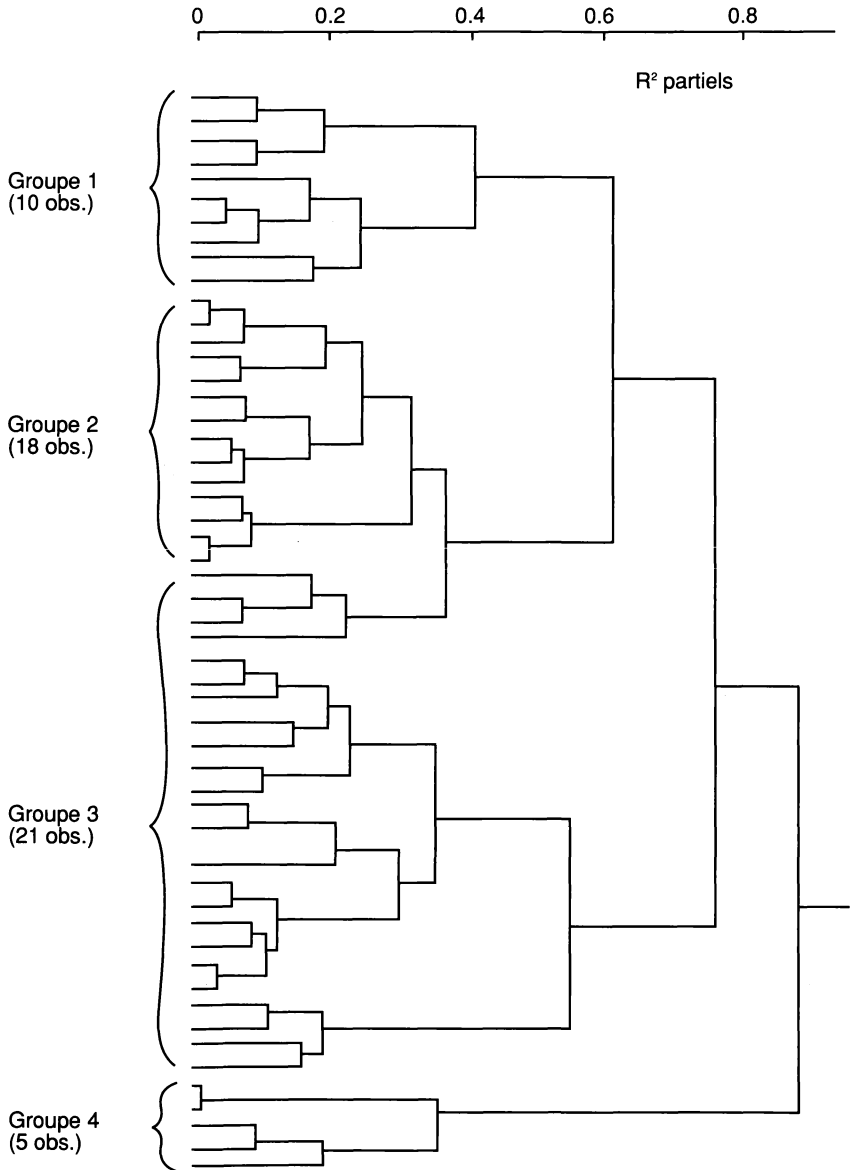 0 0.2 0.4 0.6 0.8
R² partiels
Groupe 1
(10 obs.)
Groupe 2
(18 obs.)
Groupe 3
(21 obs.)
Groupe 4
(5 obs.)